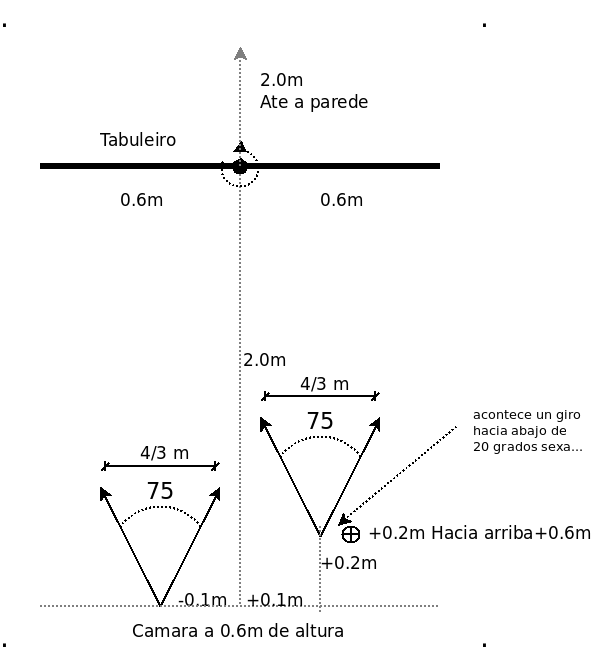 2.0m
Ate a parede
Tabuleiro
0.6m
0.6m
2.0m
4/3 m
75
acontece un giro
hacia abajo de
20 grados sexa...
4/3 m
75
+0.2m Hacia arriba+0.6m
+0.2m
-0.1m
+0.1m
Camara a 0.6m de altura